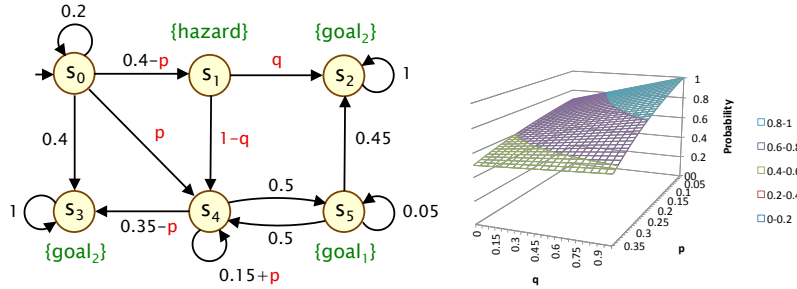 0.2
{hazard}
{goal₂}
s₀
0.4-p
s₁
q
s₂
1
0.4
p
1-q
0.45
1
s₃
0.35-p
s₄
0.5
0.5
s₅
0.05
{goal₂}
0.15+p
{goal₁}
1
0.8
0.6
0.4
0.2
0
Probability
0
0.05
0.1
0.15
0.2
0.25
0.3
0.35
p
0
0.15
0.3
0.45
0.6
0.75
0.9
q
0.8-1
0.6-0.8
0.4-0.6
0.2-0.4
0-0.2